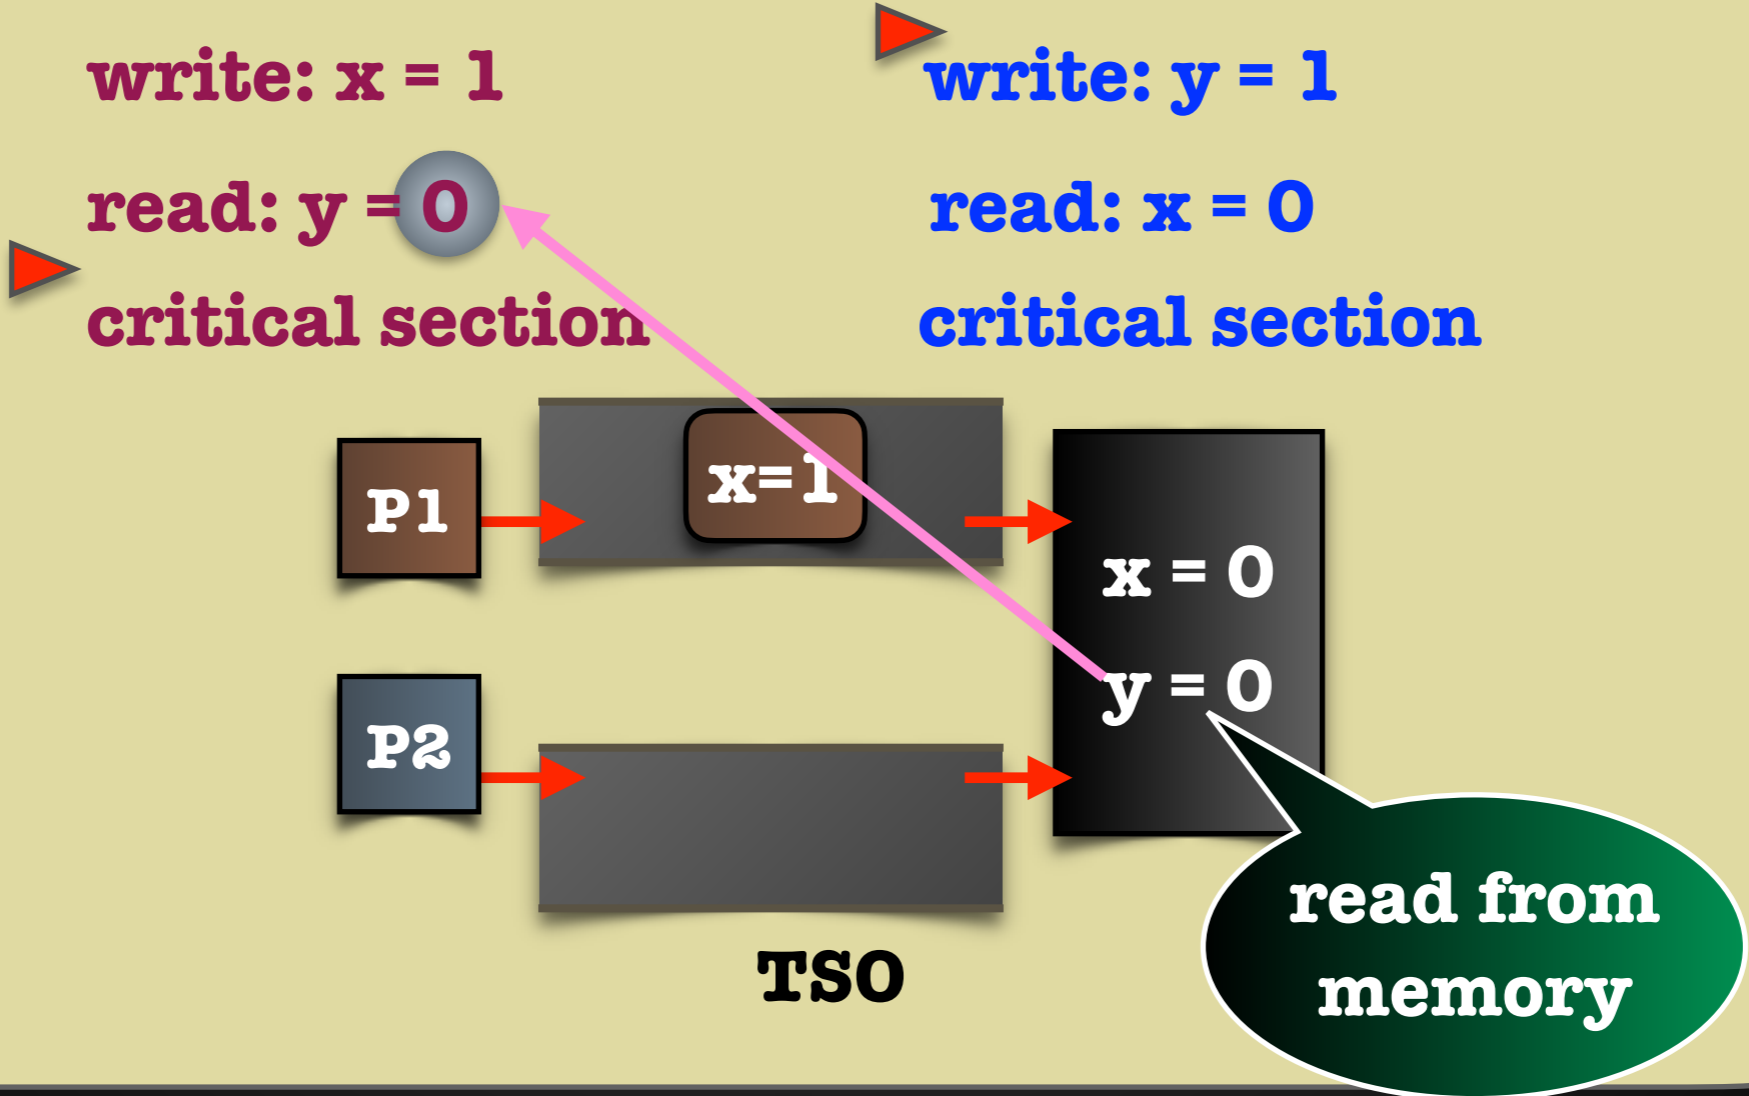 write: x = 1
read: y = 0
critical section
write: y = 1
read: x = 0
critical section
P1
x=1
x = 0
y = 0
P2
TSO
read from
memory